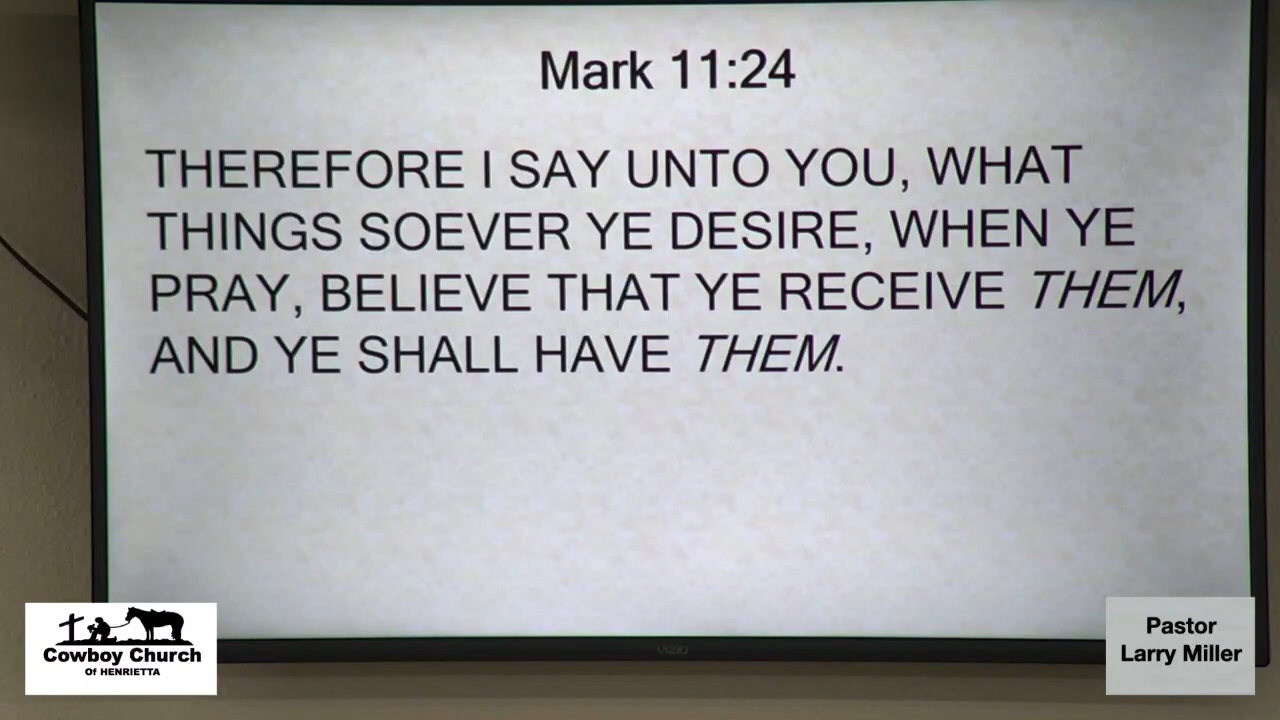 Mark 11:24
THEREFORE I SAY UNTO YOU, WHAT
THINGS SOEVER YE DESIRE, WHEN YE
PRAY, BELIEVE THAT YE RECEIVE THEM,
AND YE SHALL HAVE THEM.
VIZIO
Cowboy Church
OF HENRIETTA
Pastor
Larry Miller